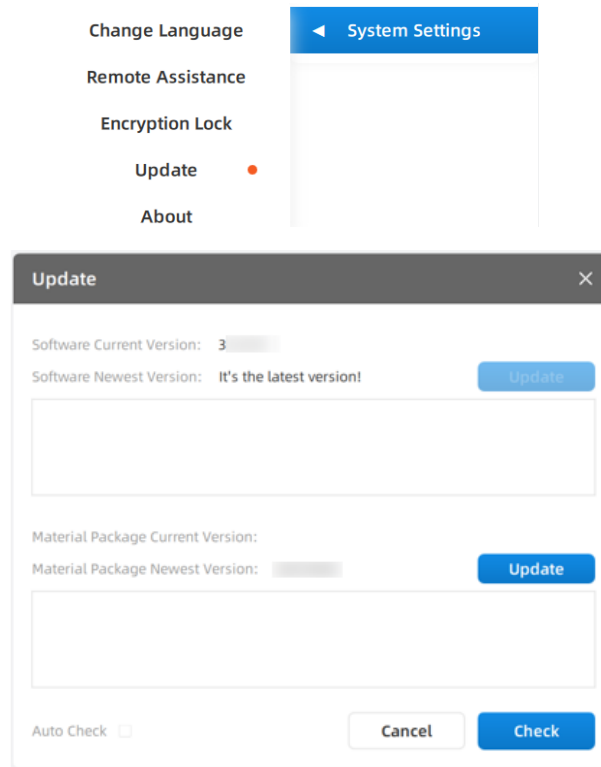 Change Language
◄ System Settings
Remote Assistance
Encryption Lock
Update
About
Update
Software Current Version: 3
Software Newest Version: It's the latest version!
Update
Material Package Current Version:
Material Package Newest Version:
Update
Auto Check
Cancel
Check